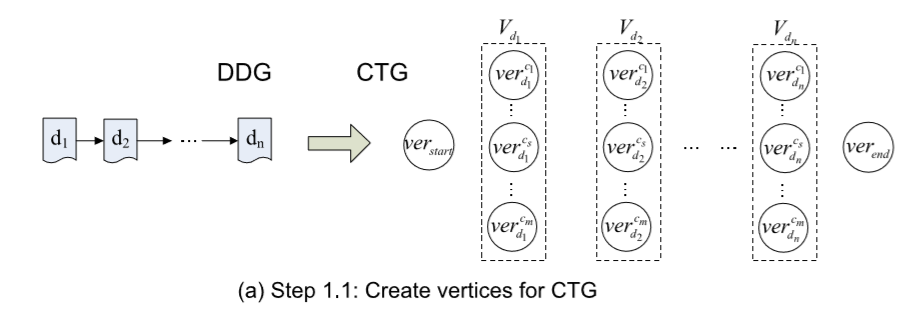 V_{d_1} V_{d_2} V_{d_n}
DDG CTG
ver_{d_1}^{c_1} ver_{d_2}^{c_1} ver_{d_n}^{c_1}
⋮ ⋮ ⋮
d_1 d_2 ... d_n ver_{start} ver_{d_1}^{c_s} ver_{d_2}^{c_s} ... ... ver_{d_n}^{c_s} ver_{end}
⋮ ⋮ ⋮
ver_{d_1}^{c_m} ver_{d_2}^{c_m} ver_{d_n}^{c_m}
(a) Step 1.1: Create vertices for CTG